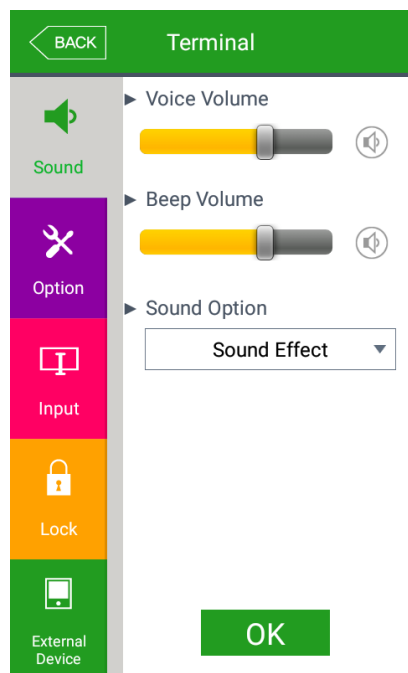 BACK
Terminal
Sound
Option
Input
Lock
External
Device
► Voice Volume
► Beep Volume
► Sound Option
Sound Effect
OK